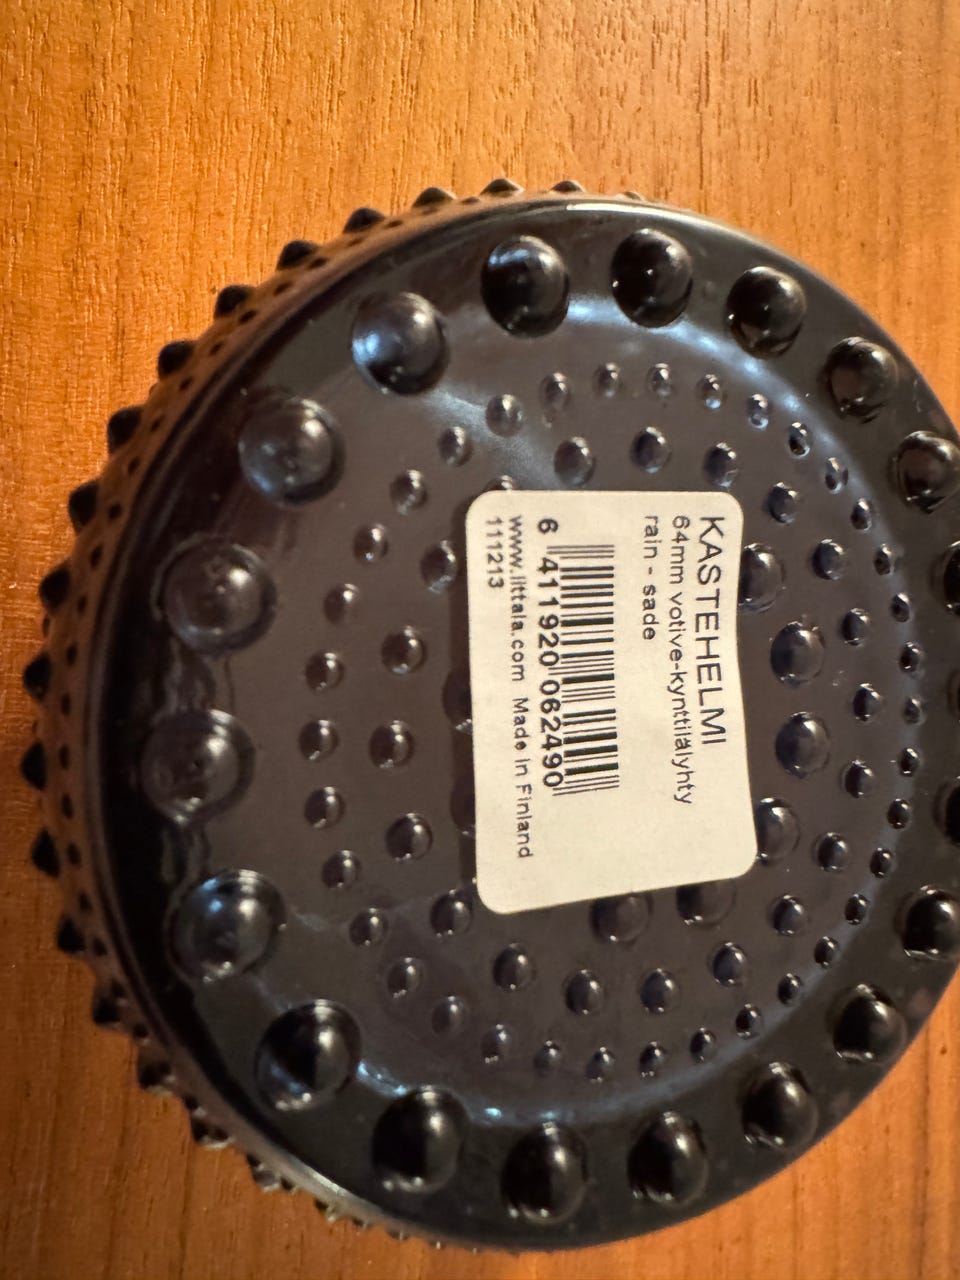 KASTEHELMI
64mm votive-kynttilälyhty
rain - sade
6 411920 062490
www.iittala.com Made in Finland
111213